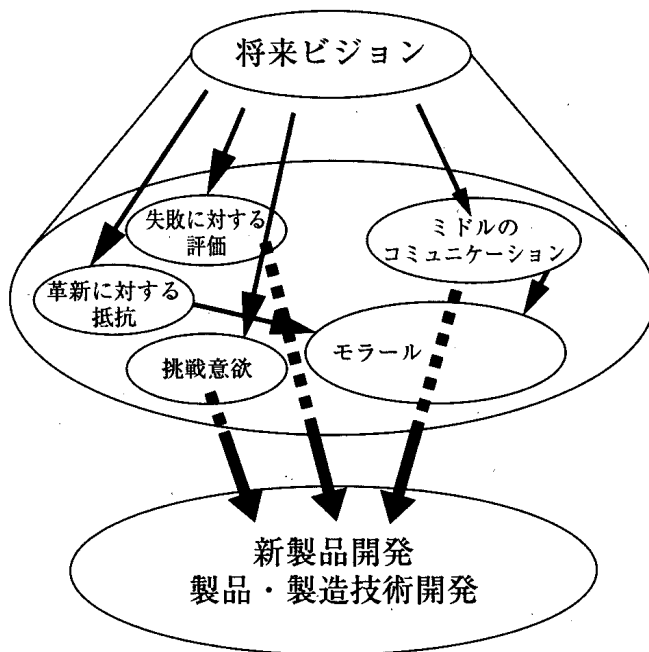 将来ビジョン
失敗に対する
評価
ミドルの
コミュニケーション
革新に対する
抵抗
挑戦意欲
モラール
新製品開発
製品・製造技術開発